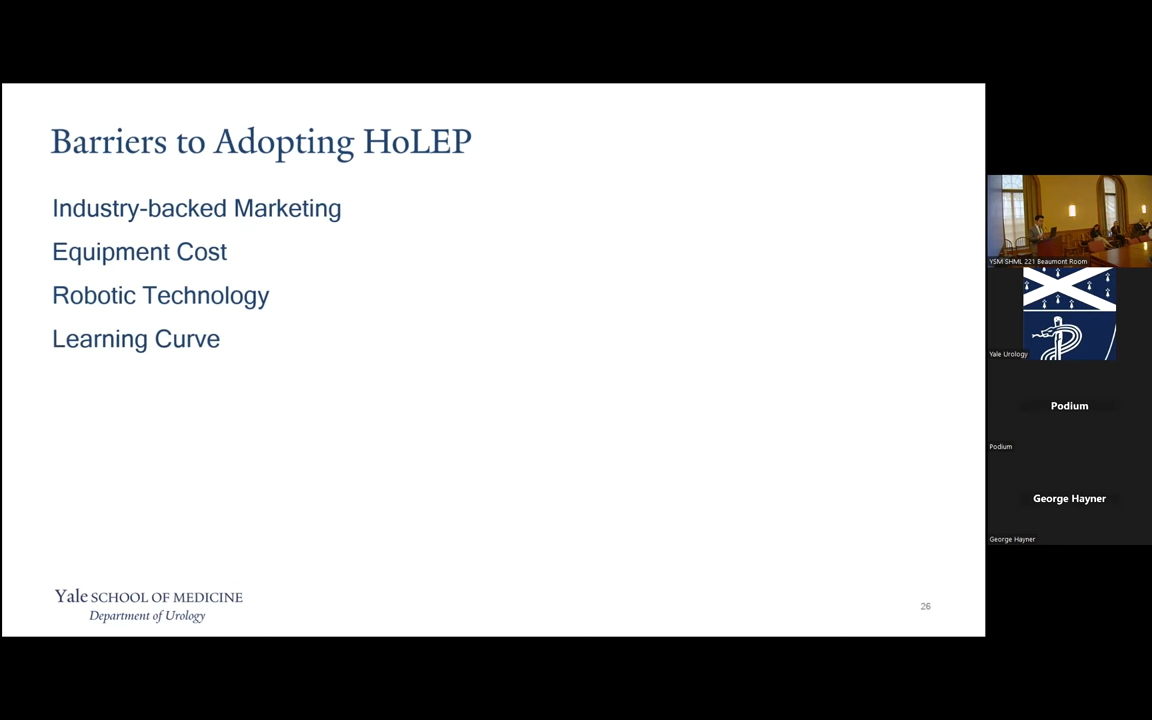 Barriers to Adopting HoLEP
Industry-backed Marketing
Equipment Cost
Robotic Technology
Learning Curve
Yale SCHOOL OF MEDICINE
Department of Urology
26
YSM SHML 221 Beaumont Room
Yale Urology
Podium
Podium
George Hayner
George Hayner